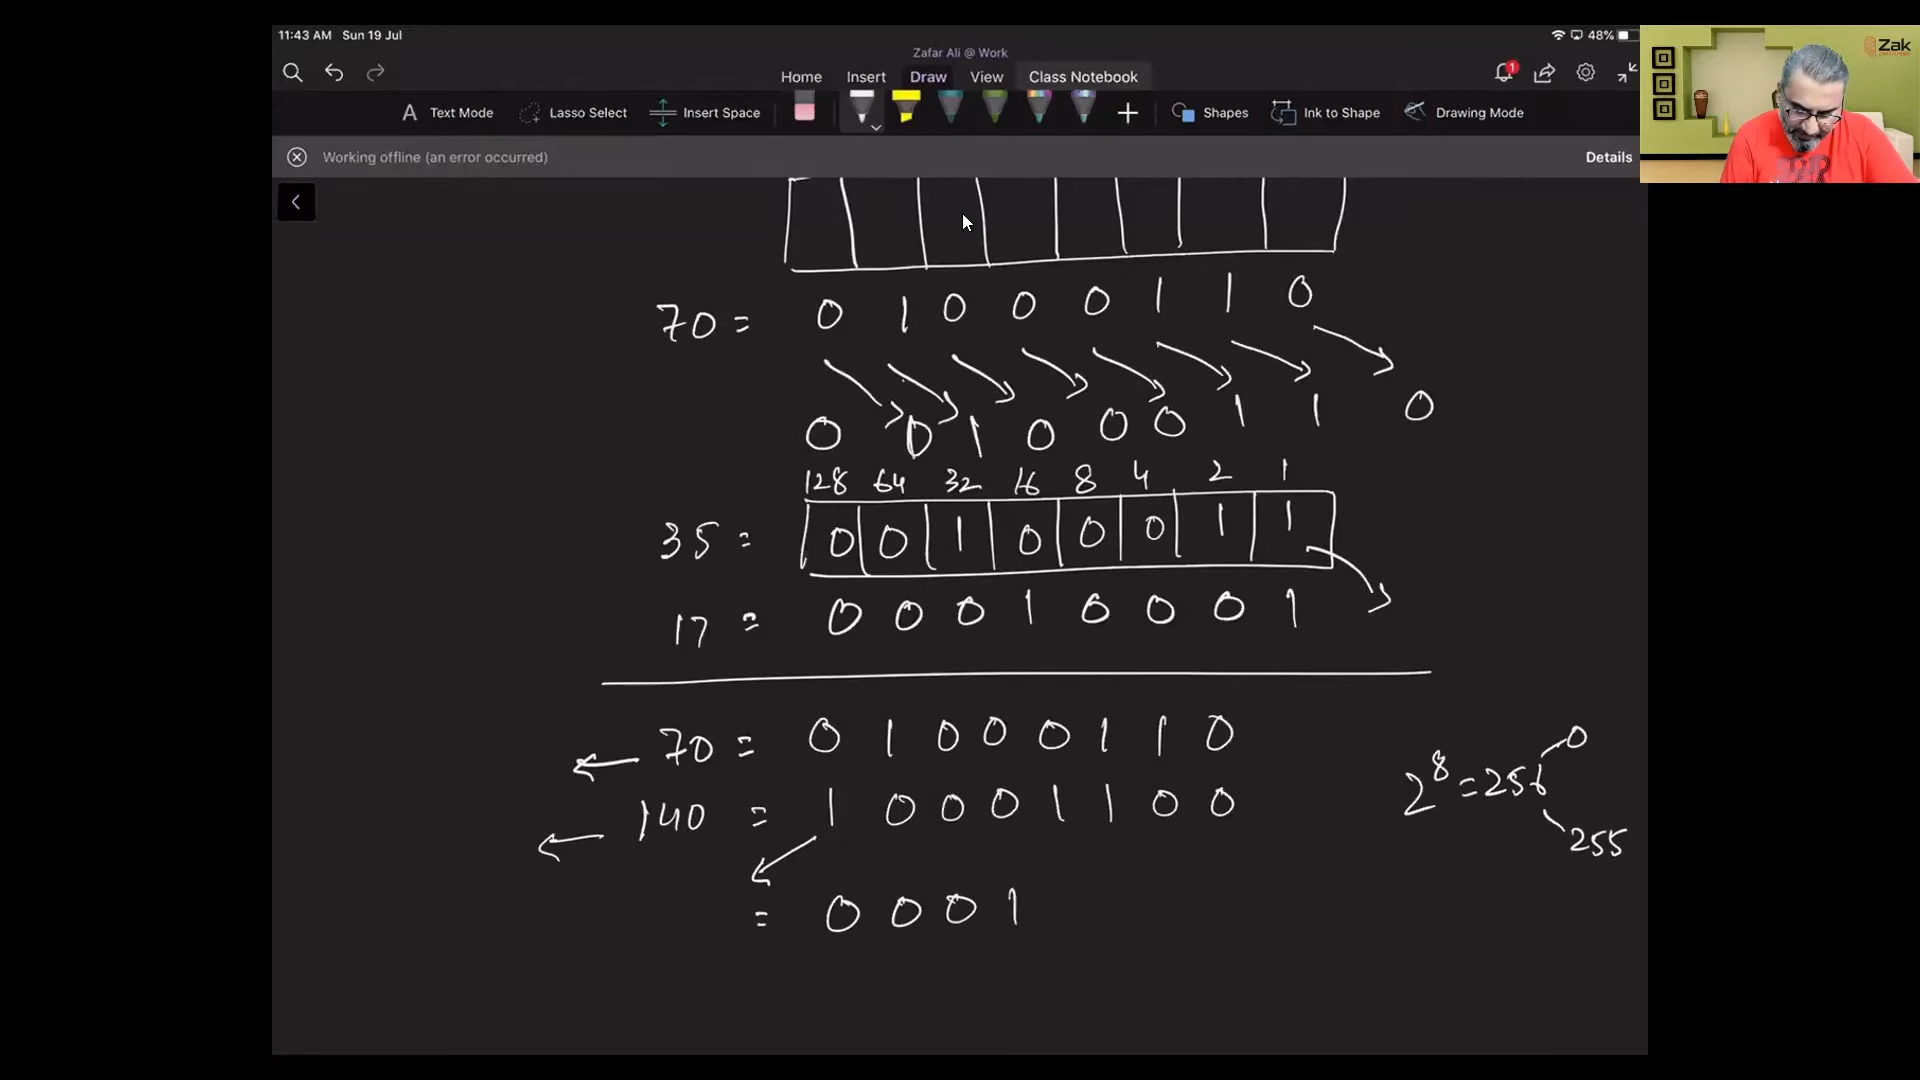 11:43 AM Sun 19 Jul
48%
Zafar Ali @ Work
Home Insert Draw View Class Notebook
1
Text Mode Lasso Select Insert Space Shapes Ink to Shape Drawing Mode
Working offline (an error occurred) Details
Zak
70 = 0 1 0 0 0 1 1 0
0 0 1 0 0 0 1 1 0
128 64 32 16 8 4 2 1
35 = 0 0 1 0 0 0 1 1
17 = 0 0 0 1 0 0 0 1
70 = 0 1 0 0 0 1 1 0
140 = 1 0 0 0 1 1 0 0
= 0 0 0 1
0
2⁸ = 256
255